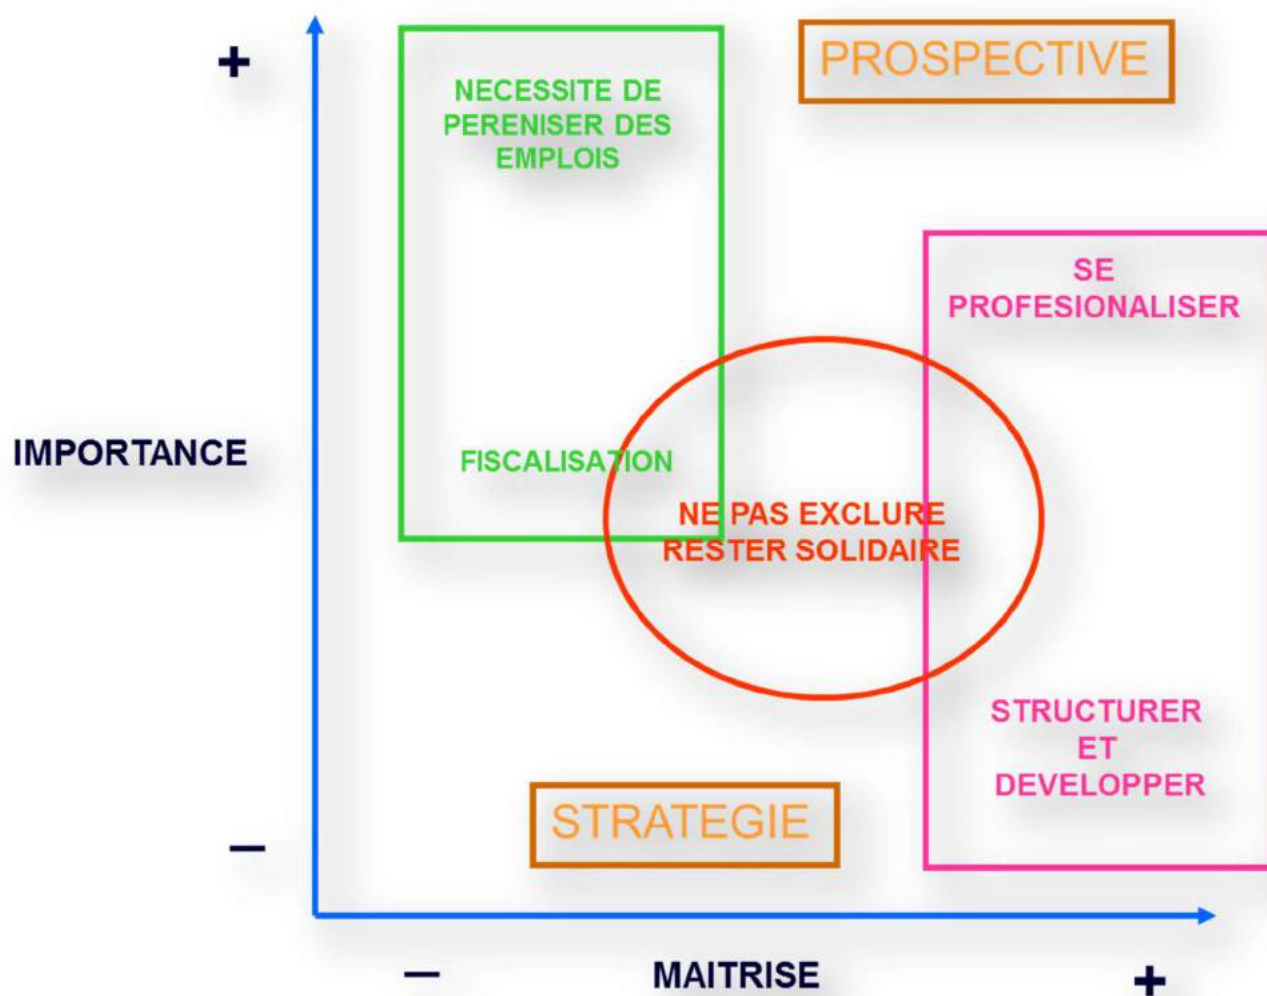 +
PROSPECTIVE
NECESSITE DE
PERENISER DES
EMPLOIS
SE
PROFESIONALISER
IMPORTANCE
FISCALISATION
NE PAS EXCLURE
RESTER SOLIDAIRE
STRUCTURER
ET
DEVELOPPER
STRATEGIE
–
–
MAITRISE
+